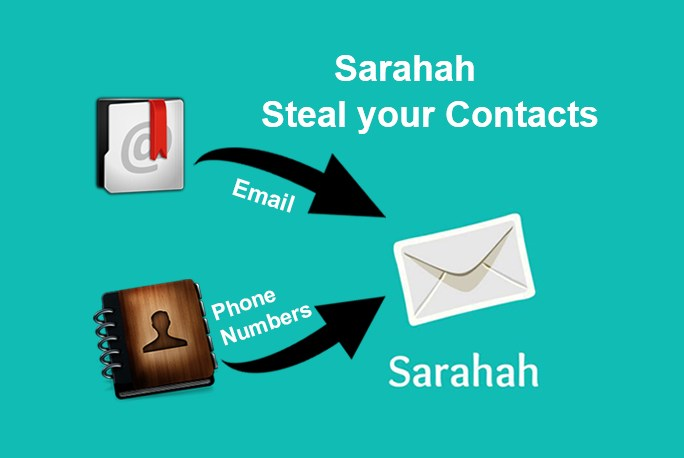 Sarahah
Steal your Contacts
@
Email
Phone
Numbers
Sarahah